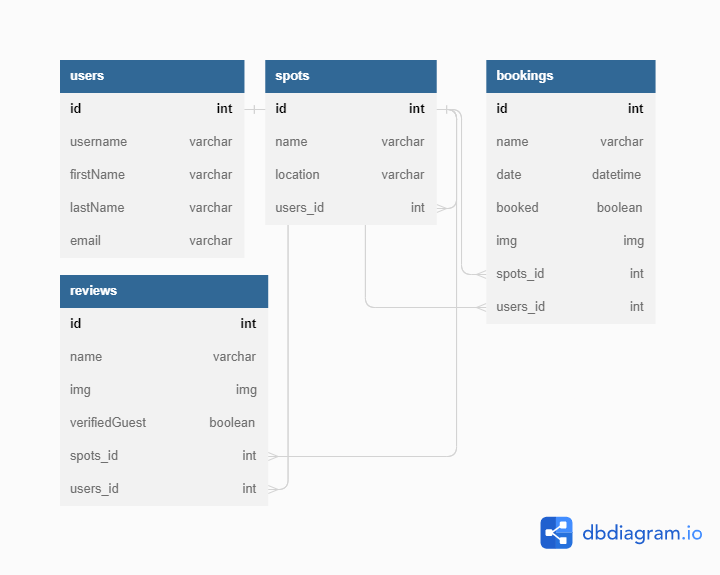 users
id int
username varchar
firstName varchar
lastName varchar
email varchar
spots
id int
name varchar
location varchar
users_id int
bookings
id int
name varchar
date datetime
booked boolean
img img
spots_id int
users_id int
reviews
id int
name varchar
img img
verifiedGuest boolean
spots_id int
users_id int
dbdiagram.io